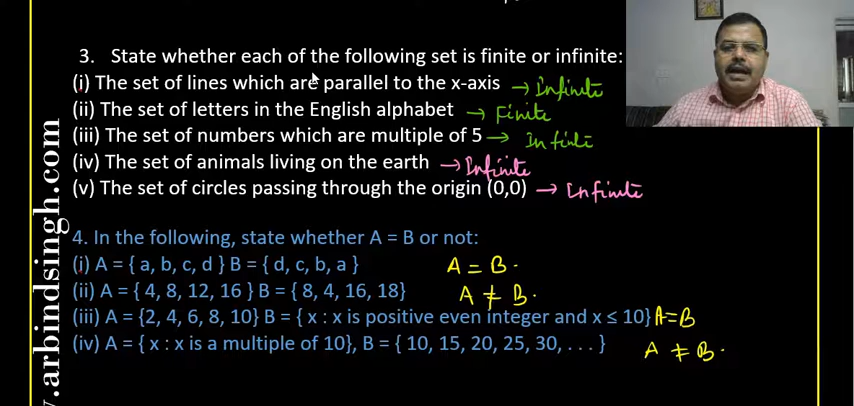 3. State whether each of the following set is finite or infinite:
(i) The set of lines which are parallel to the x-axis → Infinite
(ii) The set of letters in the English alphabet → Finite
(iii) The set of numbers which are multiple of 5 → Infinite
(iv) The set of animals living on the earth → Infinite
(v) The set of circles passing through the origin (0,0) → Infinite
4. In the following, state whether A = B or not:
(i) A = { a, b, c, d } B = { d, c, b, a } A = B.
(ii) A = { 4, 8, 12, 16 } B = { 8, 4, 16, 18} A ≠ B.
(iii) A = {2, 4, 6, 8, 10} B = { x : x is positive even integer and x ≤ 10} A=B
(iv) A = { x : x is a multiple of 10}, B = { 10, 15, 20, 25, 30, . . . } A ≠ B.
.arbindsingh.com